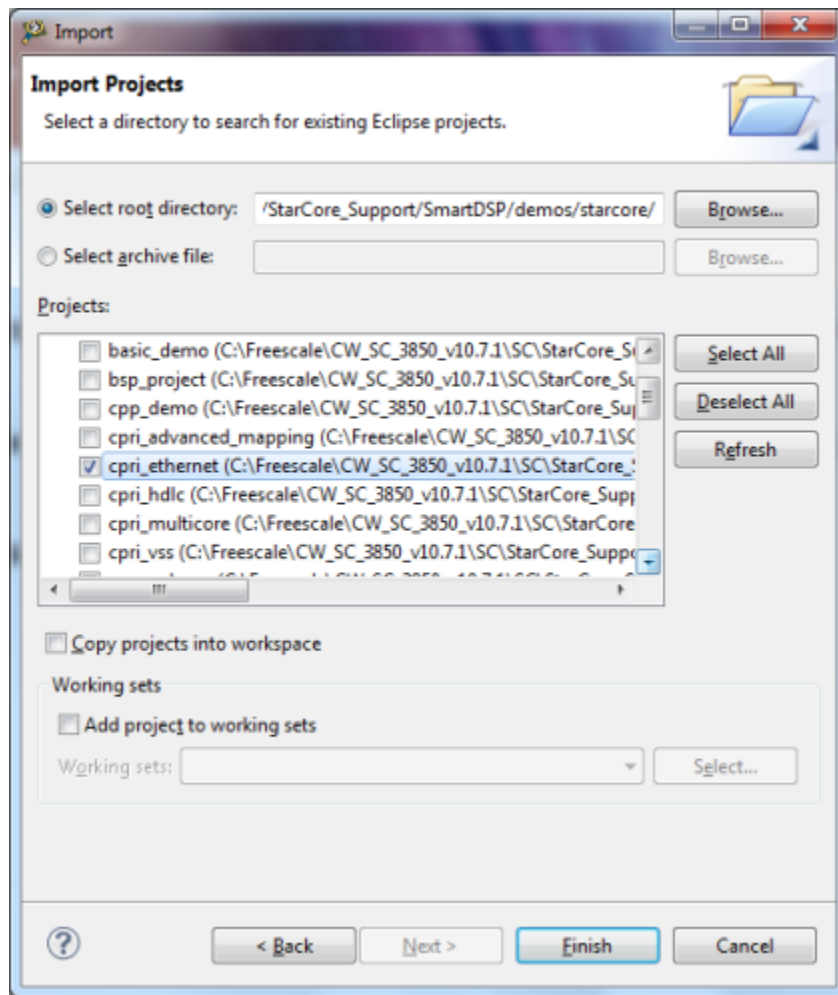 Import
Import Projects
Select a directory to search for existing Eclipse projects.
Select root directory: /StarCore_Support/SmartDSP/demos/starcore/ Browse...
Select archive file: Browse...
Projects:
basic_demo (C:\Freescale\CW_SC_3850_v10.7.1\SC\StarCore_S
bsp_project (C:\Freescale\CW_SC_3850_v10.7.1\SC\StarCore_Su
cpp_demo (C:\Freescale\CW_SC_3850_v10.7.1\SC\StarCore_Su
cpri_advanced_mapping (C:\Freescale\CW_SC_3850_v10.7.1\SC
cpri_ethernet (C:\Freescale\CW_SC_3850_v10.7.1\SC\StarCore_
cpri_hdlc (C:\Freescale\CW_SC_3850_v10.7.1\SC\StarCore_Supp
cpri_multicore (C:\Freescale\CW_SC_3850_v10.7.1\SC\StarCore
cpri_vss (C:\Freescale\CW_SC_3850_v10.7.1\SC\StarCore_Suppo
Select All
Deselect All
Refresh
Copy projects into workspace
Working sets
Add project to working sets
Working sets: Select...
? < Back Next > Finish Cancel